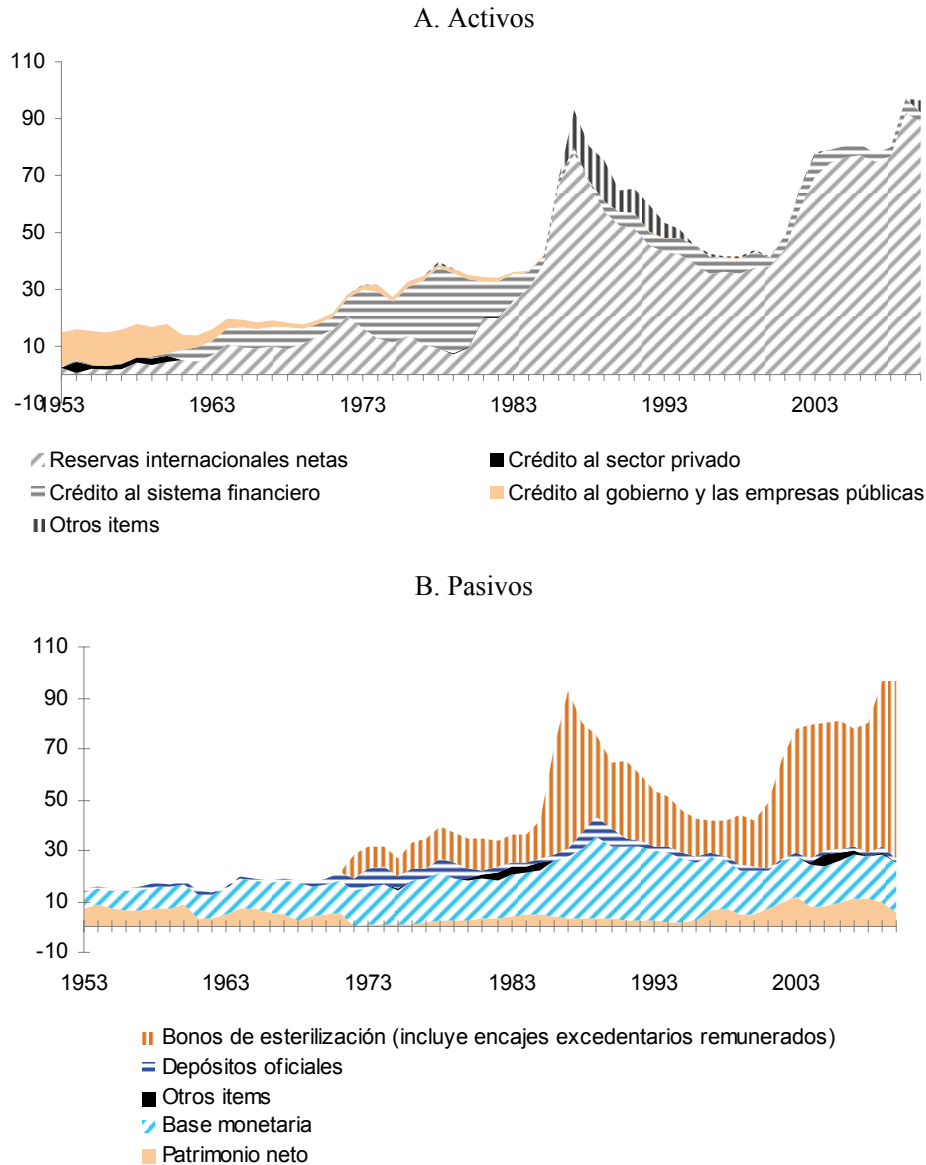 A. Activos
110
90
70
50
30
10
-10
1953 1963 1973 1983 1993 2003
Reservas internacionales netas
Crédito al sector privado
Crédito al sistema financiero
Crédito al gobierno y las empresas públicas
Otros items
B. Pasivos
110
90
70
50
30
10
-10
1953 1963 1973 1983 1993 2003
Bonos de esterilización (incluye encajes excedentarios remunerados)
Depósitos oficiales
Otros items
Base monetaria
Patrimonio neto